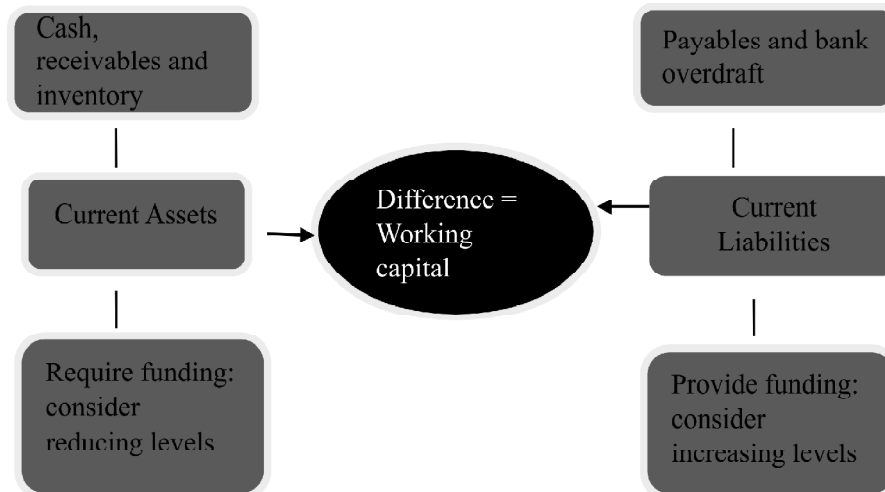 Cash,
receivables and
inventory
Payables and bank
overdraft
Current Assets
Difference =
Working
capital
Current
Liabilities
Require funding:
consider
reducing levels
Provide funding:
consider
increasing levels